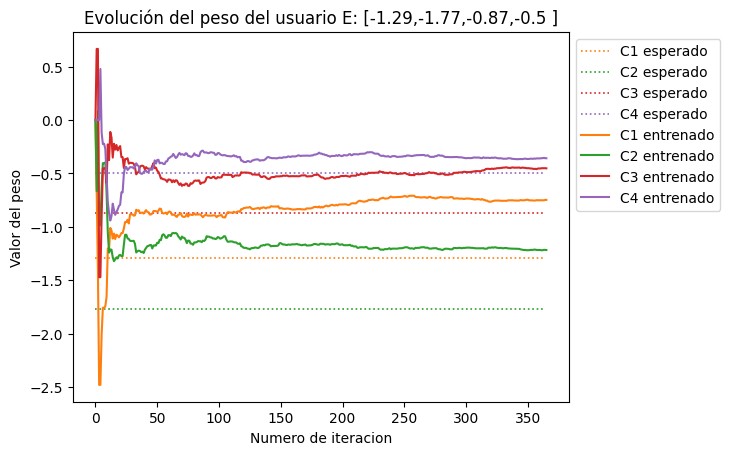 Evolución del peso del usuario E: [-1.29,-1.77,-0.87,-0.5 ]
C1 esperado
C2 esperado
C3 esperado
C4 esperado
C1 entrenado
C2 entrenado
C3 entrenado
C4 entrenado
Valor del peso
0.5
0.0
−0.5
−1.0
−1.5
−2.0
−2.5
0 50 100 150 200 250 300 350
Numero de iteracion